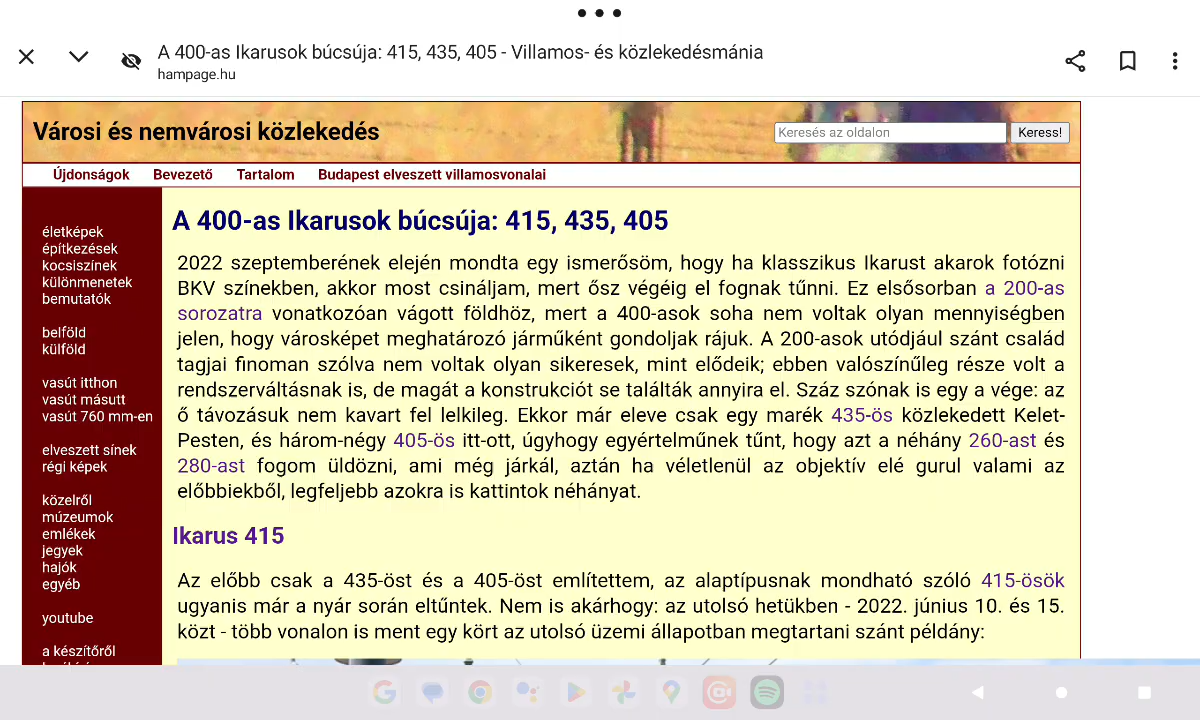 A 400-as Ikarusok búcsúja: 415, 435, 405 - Villamos- és közlekedésmánia
hampage.hu
Városi és nemvárosi közlekedés
Keresés az oldalon
Keress!
Újdonságok
Bevezető
Tartalom
Budapest elveszett villamosvonalai
életképek
építkezések
kocsiszínek
különmenetek
bemutatók
belföld
külföld
vasút itthon
vasút másutt
vasút 760 mm-en
elveszett sínek
régi képek
közelről
múzeumok
emlékek
jegyek
hajók
egyéb
youtube
a készítőről
A 400-as Ikarusok búcsúja: 415, 435, 405
2022 szeptemberének elején mondta egy ismerősöm, hogy ha klasszikus Ikarust akarok fotózni
BKV színekben, akkor most csináljam, mert ősz végéig el fognak tűnni. Ez elsősorban a 200-as
sorozatra vonatkozóan vágott földhöz, mert a 400-asok soha nem voltak olyan mennyiségben
jelen, hogy városképet meghatározó járműként gondoljak rájuk. A 200-asok utódjául szánt család
tagjai finoman szólva nem voltak olyan sikeresek, mint elődeik; ebben valószínűleg része volt a
rendszerváltásnak is, de magát a konstrukciót se találták annyira el. Száz szónak is egy a vége: az
ő távozásuk nem kavart fel lelkileg. Ekkor már eleve csak egy marék 435-ös közlekedett Kelet-
Pesten, és három-négy 405-ös itt-ott, úgyhogy egyértelműnek tűnt, hogy azt a néhány 260-ast és
280-ast fogom üldözni, ami még járkál, aztán ha véletlenül az objektív elé gurul valami az
előbbiekből, legfeljebb azokra is kattintok néhányat.
Ikarus 415
Az előbb csak a 435-öst és a 405-öst említettem, az alaptípusnak mondható szóló 415-ösök
ugyanis már a nyár során eltűntek. Nem is akárhogy: az utolsó hetükben - 2022. június 10. és 15.
közt - több vonalon is ment egy kört az utolsó üzemi állapotban megtartani szánt példány: